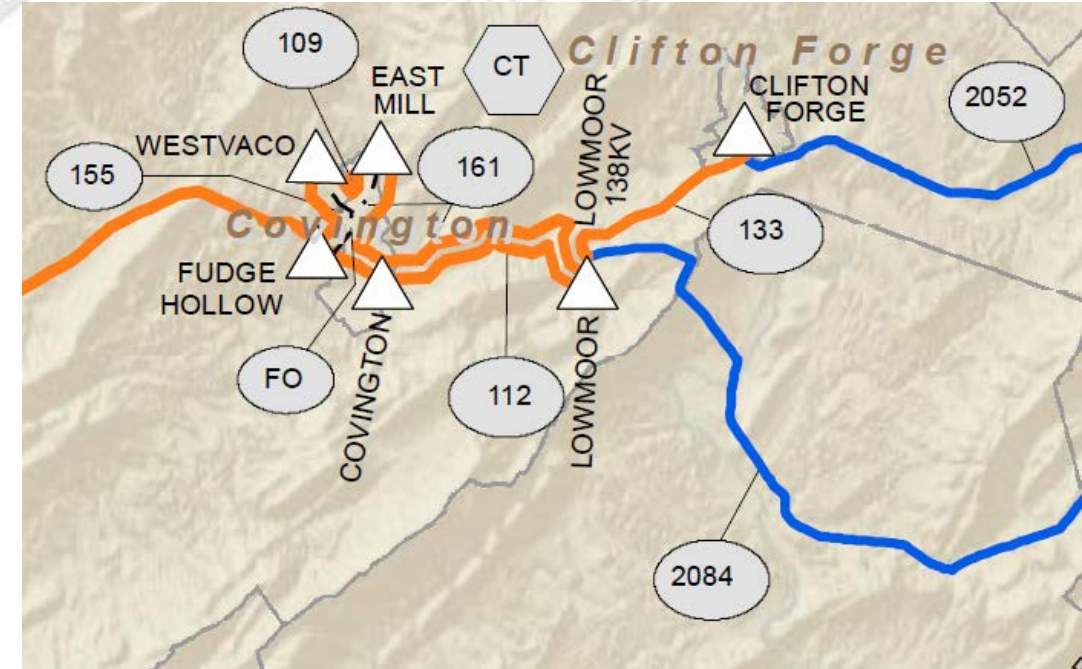 109
CT
Clifton Forge
EAST
MILL
CLIFTON
FORGE
2052
WESTVACO
155
161
LOWMOOR
138KV
Covington
133
FUDGE
HOLLOW
FO
COVINGTON
112
LOWMOOR
2084